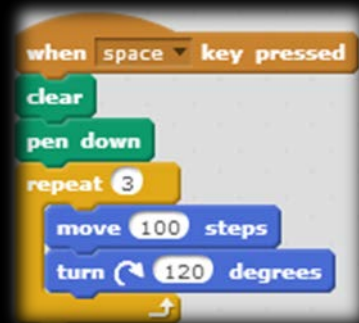 when space key pressed
clear
pen down
repeat 3
move 100 steps
turn 120 degrees